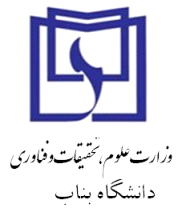 وزارت علوم، تحقیقات و فناوری
دانشگاه بناب